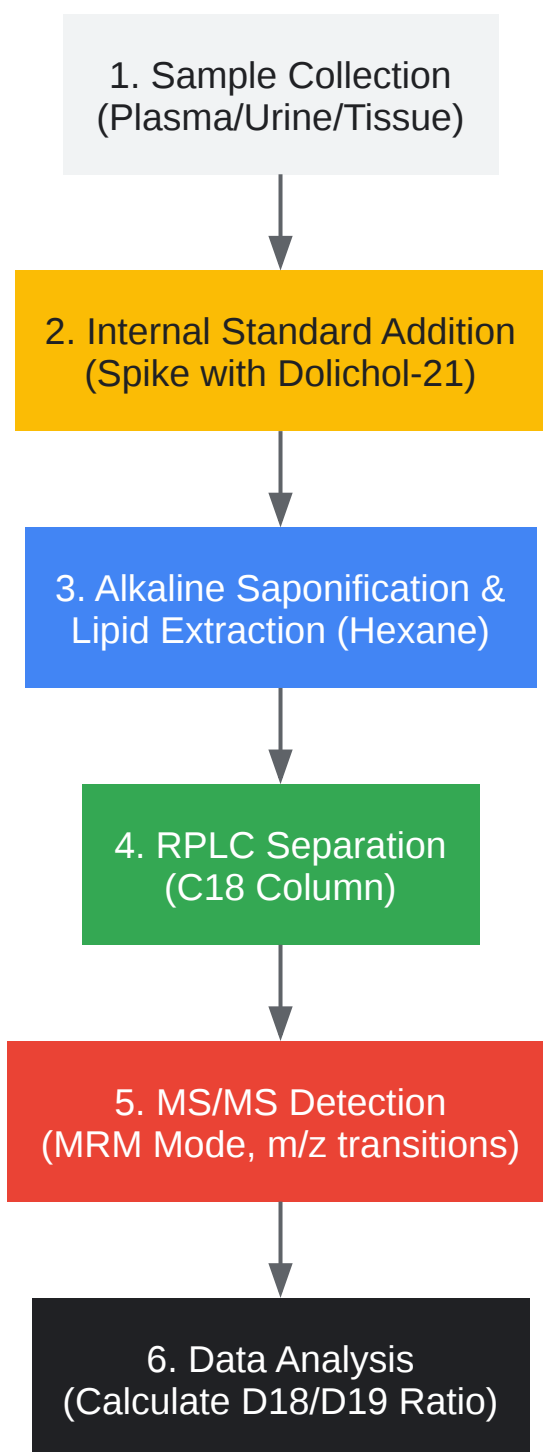 1. Sample Collection
(Plasma/Urine/Tissue)
2. Internal Standard Addition
(Spike with Dolichol-21)
3. Alkaline Saponification &
Lipid Extraction (Hexane)
4. RPLC Separation
(C18 Column)
5. MS/MS Detection
(MRM Mode, m/z transitions)
6. Data Analysis
(Calculate D18/D19 Ratio)